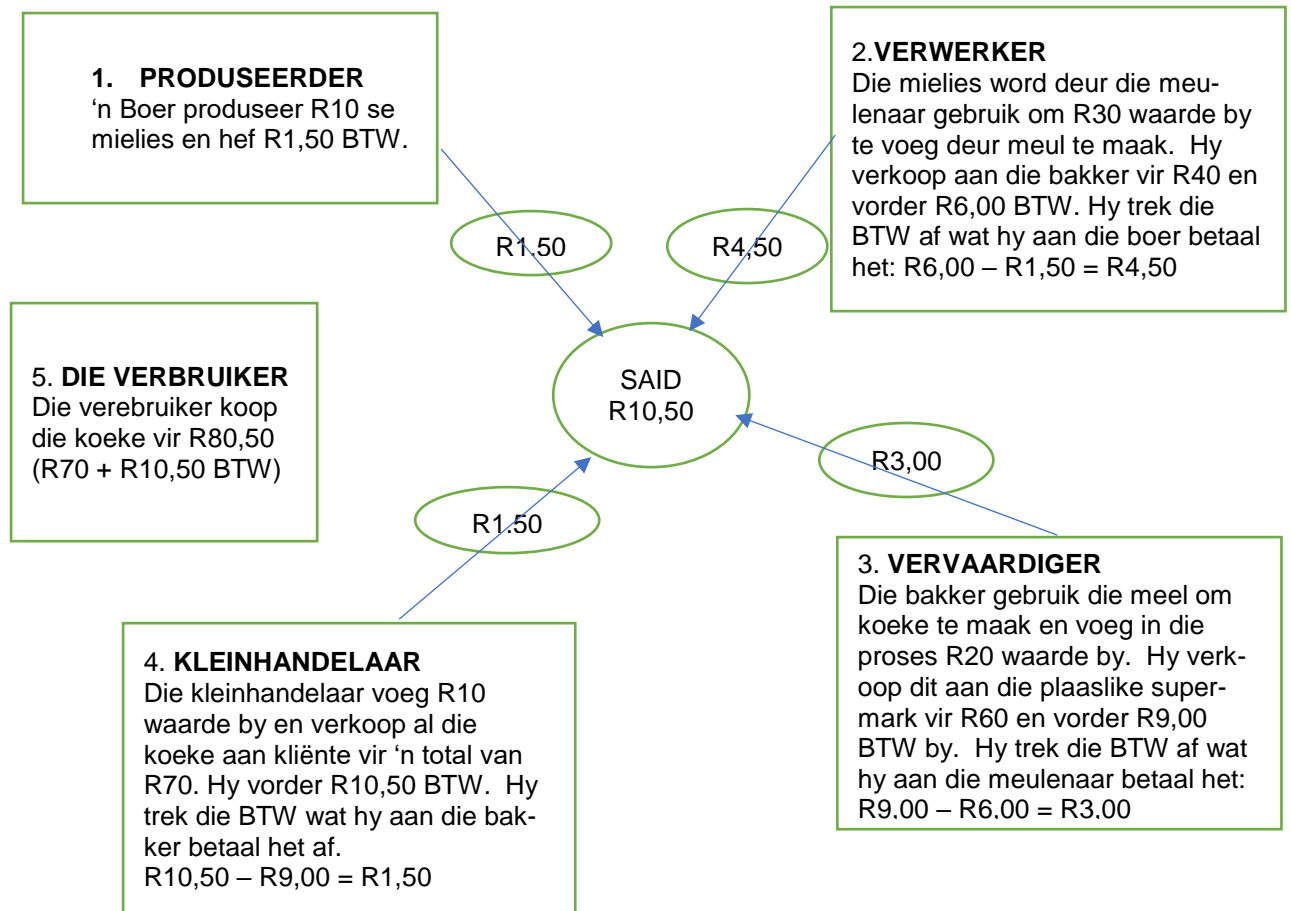 1. PRODUSEERDER
‘n Boer produseer R10 se
mielies en hef R1,50 BTW.
2.VERWERKER
Die mielies word deur die meu-
lenaar gebruik om R30 waarde by
te voeg deur meul te maak. Hy
verkoop aan die bakker vir R40 en
vorder R6,00 BTW. Hy trek die
BTW af wat hy aan die boer betaal
het: R6,00 – R1,50 = R4,50
R1.50
R4,50
5. DIE VERBRUIKER
Die verebruiker koop
die koeke vir R80,50
(R70 + R10,50 BTW)
SAID
R10,50
R3,00
R1.50
3. VERVAARDIGER
Die bakker gebruik die meel om
koeke te maak en voeg in die
proses R20 waarde by. Hy verk-
oop dit aan die plaaslike super-
mark vir R60 en vorder R9,00
BTW by. Hy trek die BTW af wat
hy aan die meulenaar betaal het:
R9,00 – R6,00 = R3,00
4. KLEINHANDELAAR
Die kleinhandelaar voeg R10
waarde by en verkoop al die
koeke aan kliënte vir ‘n total van
R70. Hy vorder R10,50 BTW. Hy
trek die BTW wat hy aan die bak-
ker betaal het af.
R10,50 – R9,00 = R1,50